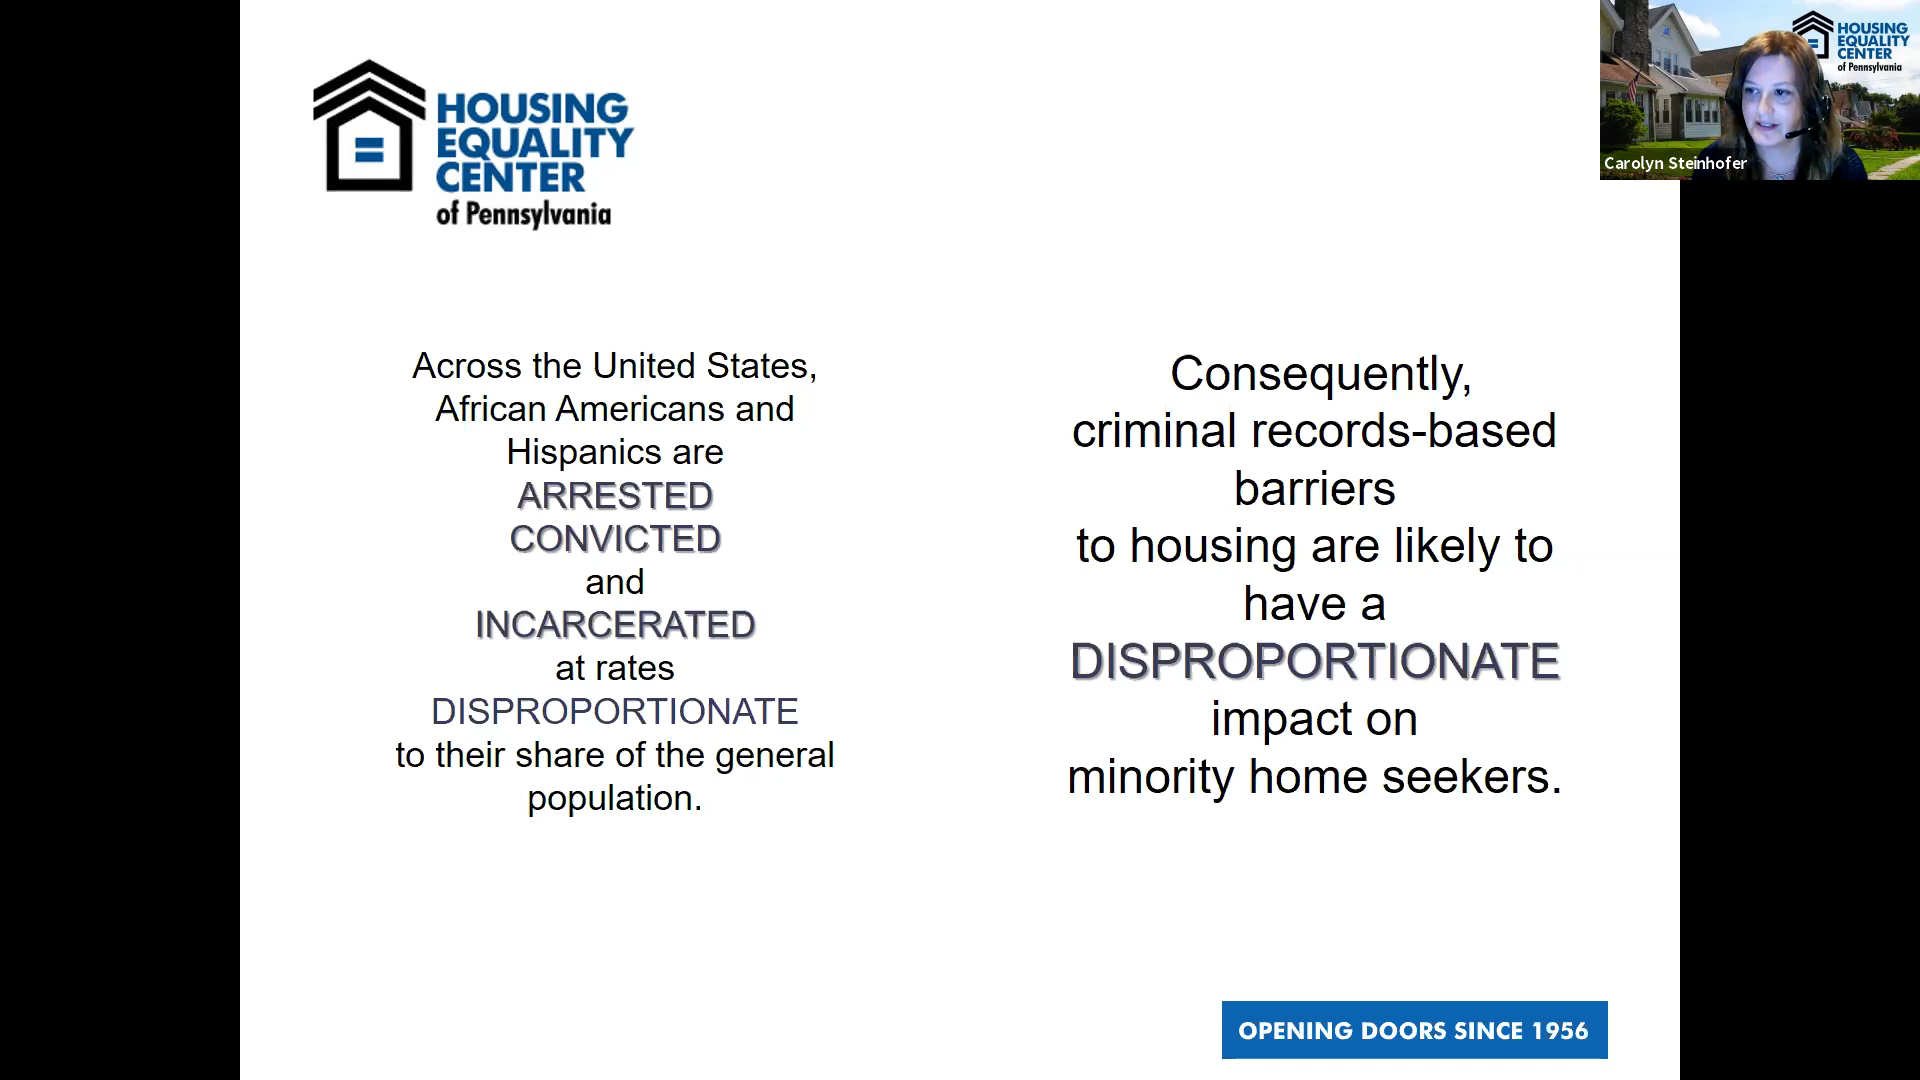 HOUSING
EQUALITY
CENTER
of Pennsylvania
Across the United States,
African Americans and
Hispanics are
ARRESTED
CONVICTED
and
INCARCERATED
at rates
DISPROPORTIONATE
to their share of the general
population.
Consequently,
criminal records-based
barriers
to housing are likely to
have a
DISPROPORTIONATE
impact on
minority home seekers.
OPENING DOORS SINCE 1956
HOUSING
EQUALITY
CENTER
of Pennsylvania
Carolyn Steinhofer